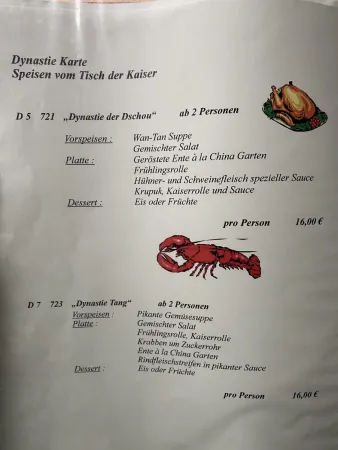 Dynastie Karte
Speisen vom Tisch der Kaiser
D 5 721 „Dynastie der Dschou" ab 2 Personen
Vorspeisen : Wan-Tan Suppe
Gemischter Salat
Platte : Geröstete Ente à la China Garten
Frühlingsrolle
Hühner- und Schweinefleisch spezieller Sauce
Krupuk, Kaiserrolle und Sauce
Dessert : Eis oder Früchte
pro Person 16,00 €
D 7 723 „Dynastie Tang" ab 2 Personen
Vorspeisen : Pikante Gemüsesuppe
Platte : Gemischter Salat
Frühlingsrolle, Kaiserrolle
Krabben um Zuckerrohr
Ente à la China Garten
Rindfleischstreifen in pikanter Sauce
Dessert : Eis oder Früchte
pro Person 16,00 €